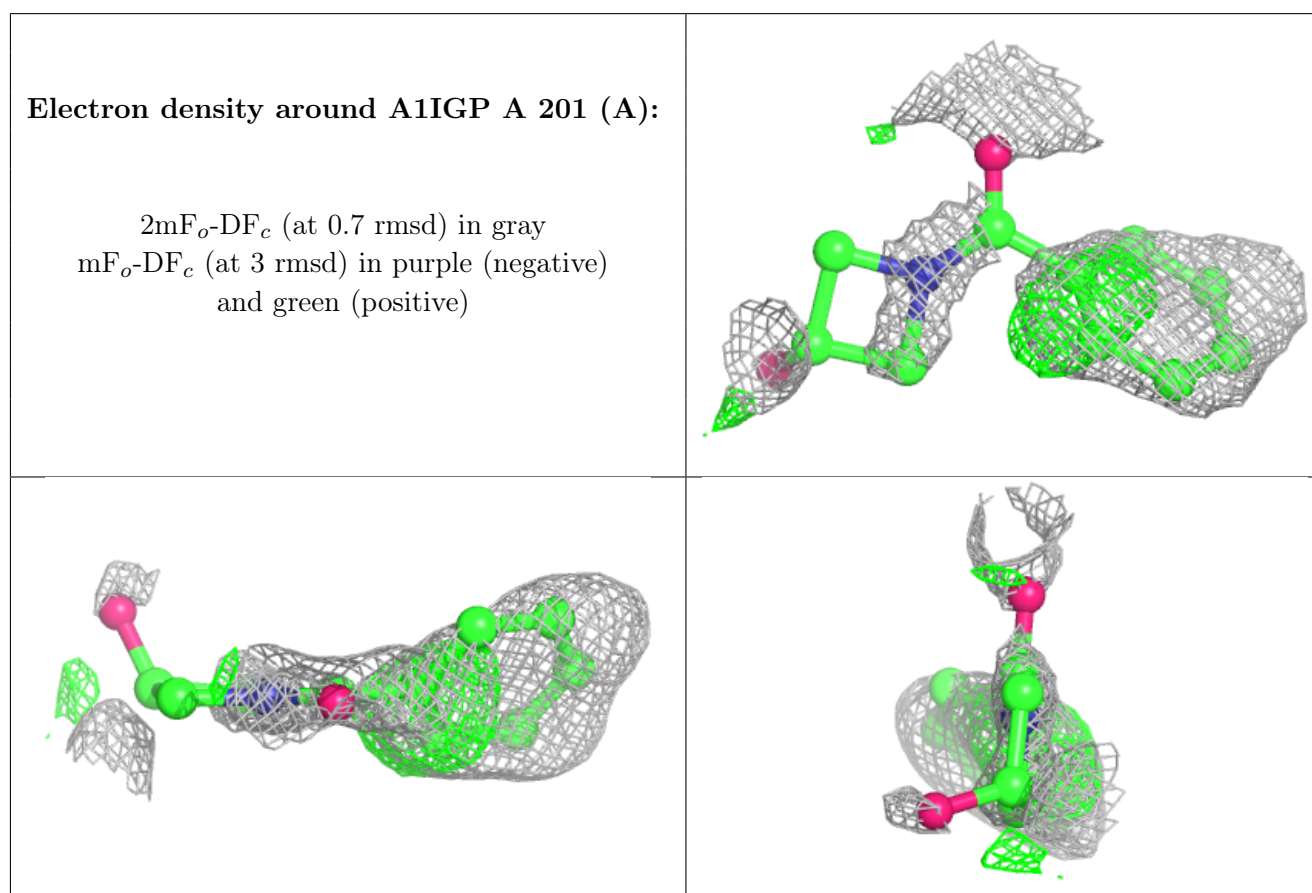 Electron density around A1IGP A 201 (A):
2mFo-DFc (at 0.7 rmsd) in gray
mFo-DFc (at 3 rmsd) in purple (negative)
and green (positive)